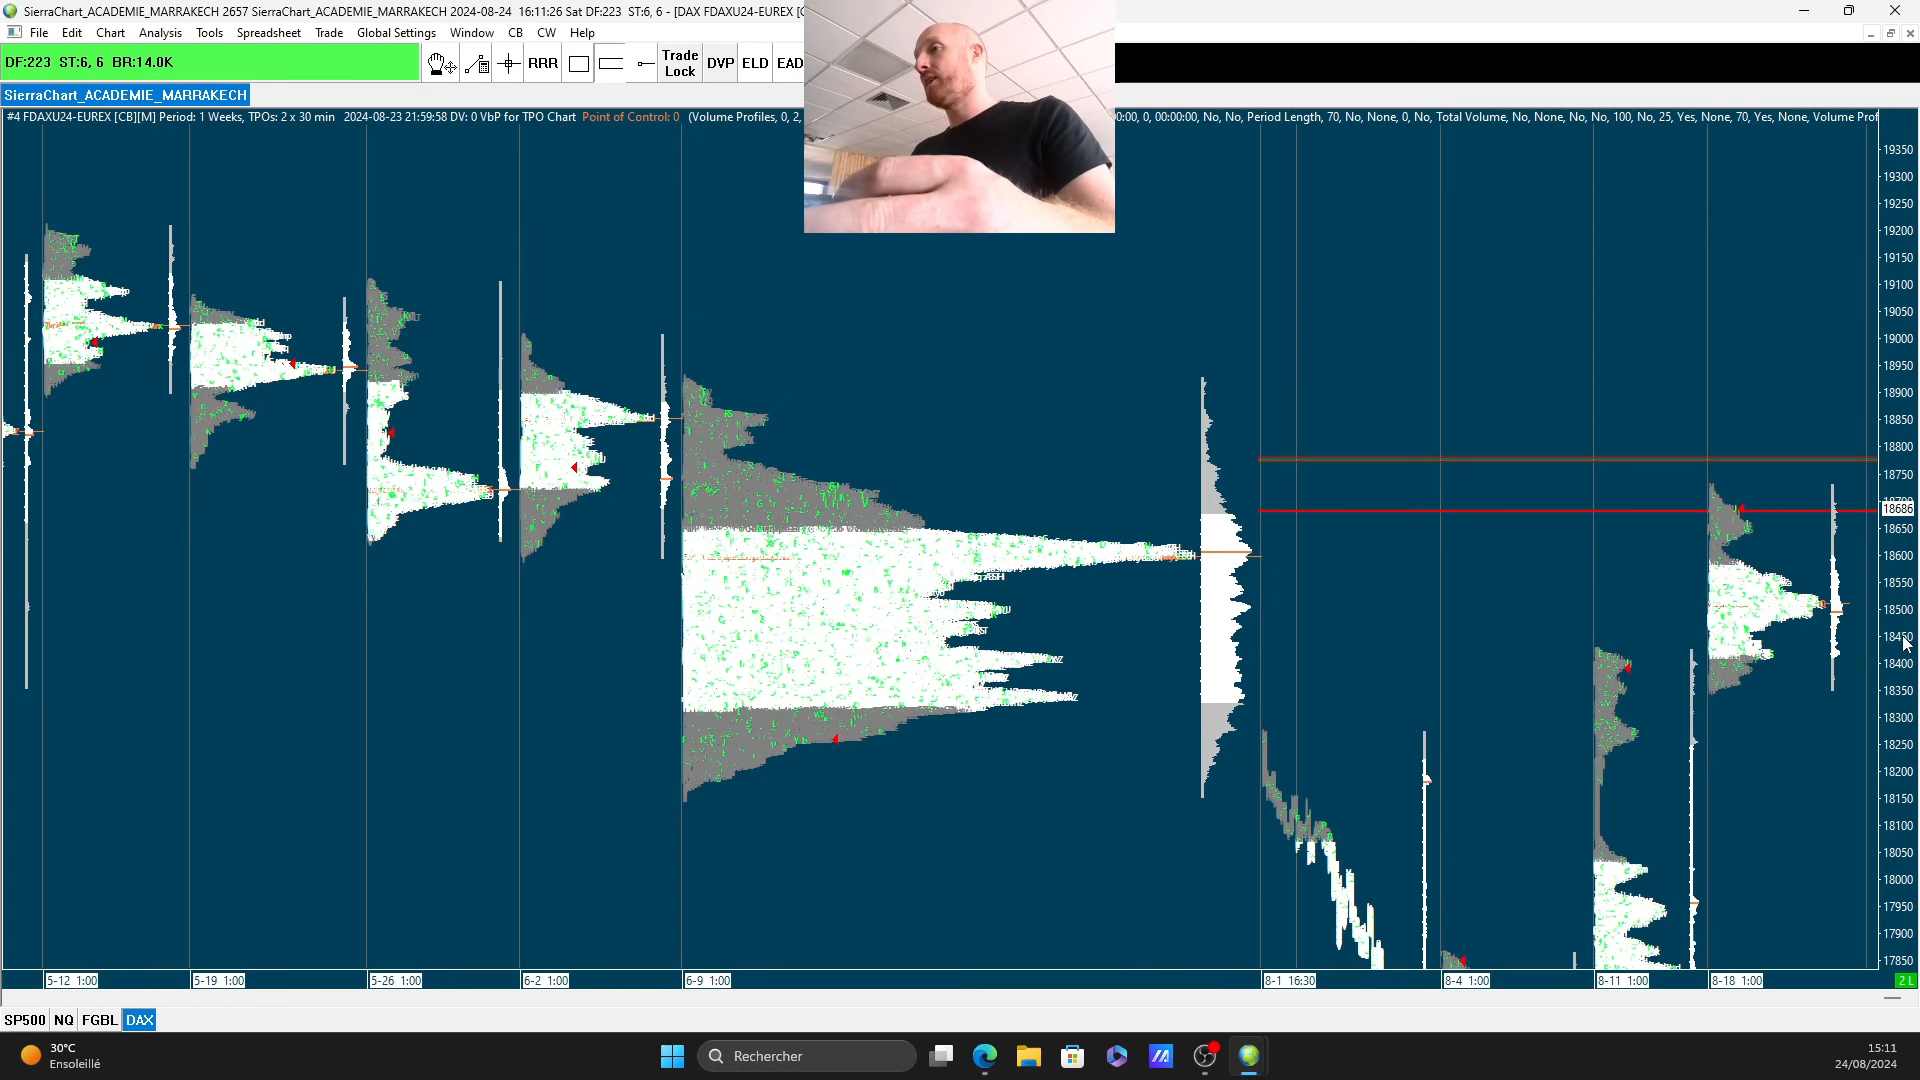 SierraChart_ACADEMIE_MARRAKECH 2657 SierraChart_ACADEMIE_MARRAKECH 2024-08-24 16:11:26 Sat DF:223 ST:6, 6 - [DAX FDAXU24-EUREX [C
File Edit Chart Analysis Tools Spreadsheet Trade Global Settings Window CB CW Help
DF:223 ST:6, 6 BR:14.0K
RRR
Trade Lock
DVP
ELD
EAD
SierraChart_ACADEMIE_MARRAKECH
#4 FDAXU24-EUREX [CB][M] Period: 1 Weeks, TPOs: 2 x 30 min 2024-08-23 21:59:58 DV: 0 VbP for TPO Chart Point of Control: 0 (Volume Profiles, 0, 2, 00:00, 0, 00:00:00, No, No, Period Length, 70, No, None, 0, No, Total Volume, No, None, No, No, 100, No, 25, Yes, None, 70, Yes, None, Volume Prof
19350
19300
19250
19200
19150
19100
19050
19000
18950
18900
18850
18800
18750
18686
18650
18600
18550
18500
18450
18400
18350
18300
18250
18200
18150
18100
18050
18000
17950
17900
17850
5-12 1:00
5-19 1:00
5-26 1:00
6-2 1:00
6-9 1:00
8-1 16:30
8-4 1:00
8-11 1:00
8-18 1:00
2 L
SP500 NQ FGBL DAX
30°C
Ensoleillé
Rechercher
15:11
24/08/2024